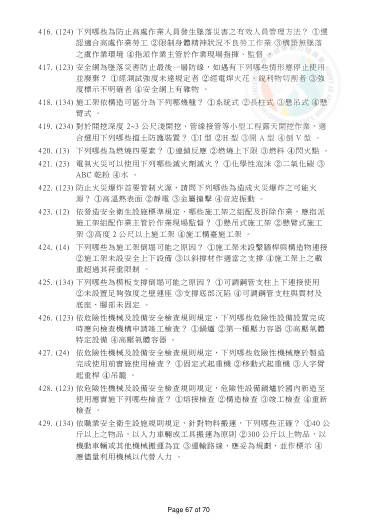 416. (124) 下列哪些為防止高處作業人員發生墜落災害之有效人員管理方法？ ①選
認適合高處作業勞工 ②限制身體精神狀況不良勞工作業 ③構築無墜落
之虞作業環境 ④指派作業主管於作業現場指揮、監督 。
417. (123) 安全網為墜落災害防止最後一層防線，如遇有下列哪些情形應停止使用
並廢棄？ ①經測試強度未達規定者 ②經電焊火花、銳利物切割者 ③強
度標示不明確者 ④安全網上有雜物 。
418. (134) 施工架依構造可區分為下列哪幾種？ ①系統式 ②長柱式 ③懸吊式 ④懸
臂式 。
419. (234) 對於開挖深度 2~3 公尺淺開挖、管線接管等小型工程露天開挖作業，適
合選用下列哪些擋土防護裝置？ ①I 型 ②H 型 ③開 A 型 ④倒 V 型 。
420. (13) 下列哪些為燃燒四要素？ ①連鎖反應 ②燃燒上下限 ③燃料 ④閃火點 。
421. (23) 電氣火災可以使用下列哪些滅火劑滅火？ ①化學性泡沫 ②二氧化碳 ③
ABC 乾粉 ④水 。
422. (123) 防止火災爆炸首要管制火源，請問下列哪些為造成火災爆炸之可能火
源？ ①高溫熱表面 ②靜電 ③金屬撞擊 ④音波振動 。
423. (12) 依營造安全衛生設施標準規定，哪些施工架之組配及拆除作業，應指派
施工架組配作業主管於作業現場監督？ ①懸吊式施工架 ②懸臂式施工
架 ③高度 2 公尺以上施工架 ④施工構臺施工架 。
424. (14) 下列哪些為施工架倒塌可能之原因？ ①施工架未設繫牆桿與構造物連接
②施工架未設安全上下設備 ③以斜撐材作適當之支撐 ④施工架上之載
重超過其荷重限制 。
425. (134) 下列哪些為模板支撐倒塌可能之原因？ ①可調鋼管支柱上下連接使用
②未設置足夠強度之壁連座 ③支撐底部沉陷 ④可調鋼管支柱與貫材及
底座、腳部未固定 。
426. (123) 依危險性機械及設備安全檢查規則規定，下列哪些危險性設備設置完成
時應向檢查機構申請竣工檢查？ ①鍋爐 ②第一種壓力容器 ③高壓氣體
特定設備 ④高壓氣體容器 。
427. (24) 依危險性機械及設備安全檢查規則規定，下列哪些危險性機械應於製造
完成使用前實施使用檢查？ ①固定式起重機 ②移動式起重機 ③人字臂
起重桿 ④吊籠 。
428. (123) 依危險性機械及設備安全檢查規則規定，危險性設備鍋爐於國內新造至
使用應實施下列哪些檢查？ ①熔接檢查 ②構造檢查 ③竣工檢查 ④重新
檢查 。
429. (134) 依職業安全衛生設施規則規定，針對物料搬運，下列哪些正確？ ①40 公
斤以上之物品，以人力車輛或工具搬運為原則 ②300 公斤以上物品，以
機動車輛或其他機械搬運為宜 ③運輸路線，應妥為規劃，並作標示 ④
應儘量利用機械以代替人力 。
Page 67 of 70